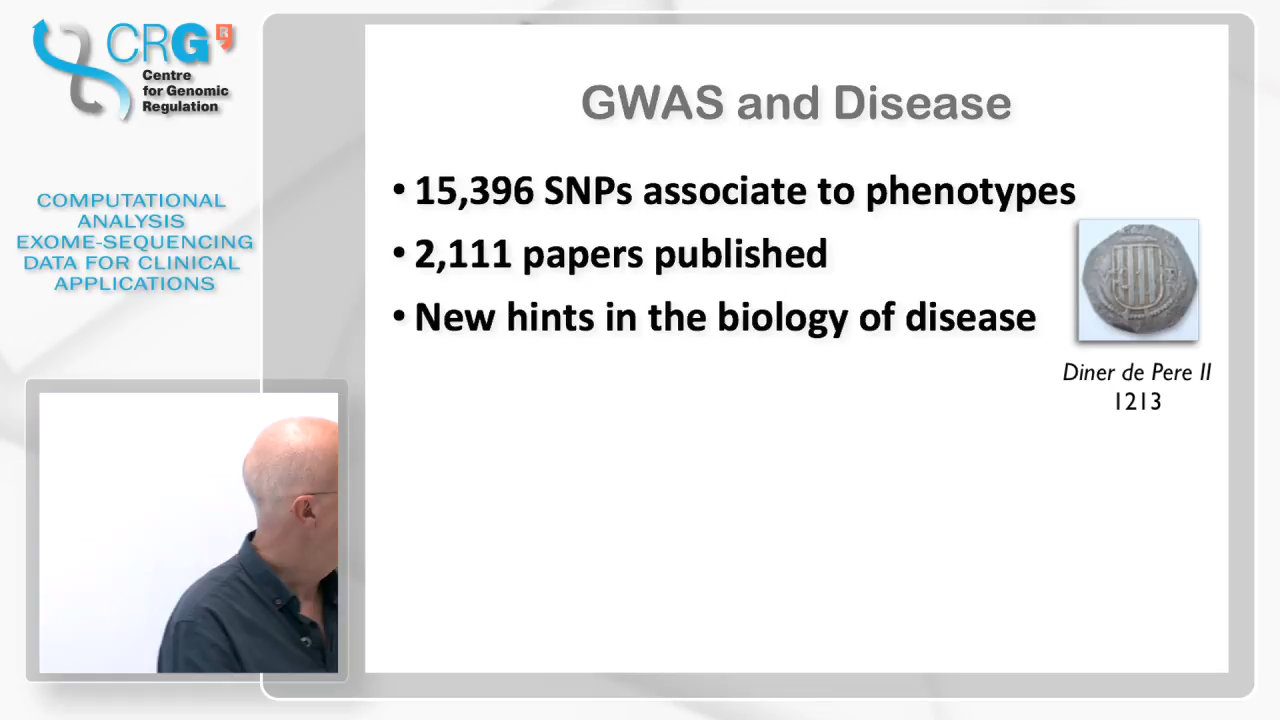 CRG
Centre
for Genomic
Regulation
COMPUTATIONAL
ANALYSIS
EXOME-SEQUENCING
DATA FOR CLINICAL
APPLICATIONS
GWAS and Disease
• 15,396 SNPs associate to phenotypes
• 2,111 papers published
• New hints in the biology of disease
Diner de Pere II
1213